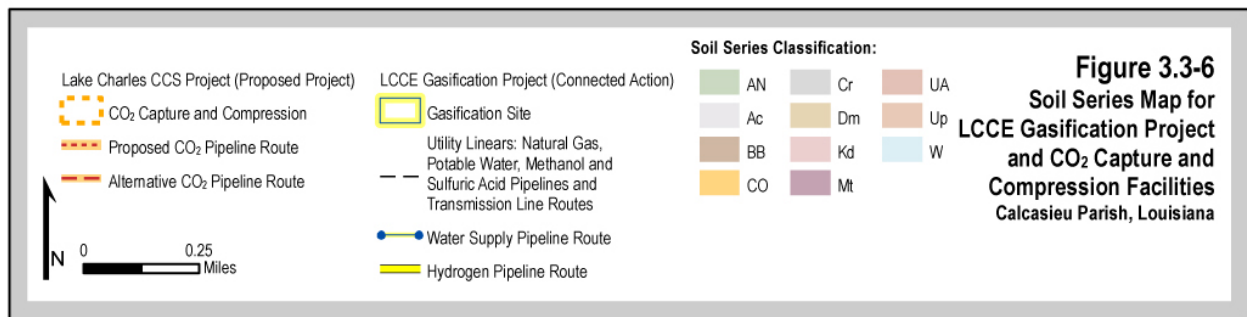 Lake Charles CCS Project (Proposed Project)
CO₂ Capture and Compression
Proposed CO₂ Pipeline Route
Alternative CO₂ Pipeline Route
N
0 0.25
Miles
LCCE Gasification Project (Connected Action)
Gasification Site
Utility Linears: Natural Gas,
Potable Water, Methanol and
Sulfuric Acid Pipelines and
Transmission Line Routes
Water Supply Pipeline Route
Hydrogen Pipeline Route
Soil Series Classification:
AN
Ac
BB
CO
Cr
Dm
Kd
Mt
UA
Up
W
Figure 3.3-6
Soil Series Map for
LCCE Gasification Project
and CO₂ Capture and
Compression Facilities
Calcasieu Parish, Louisiana